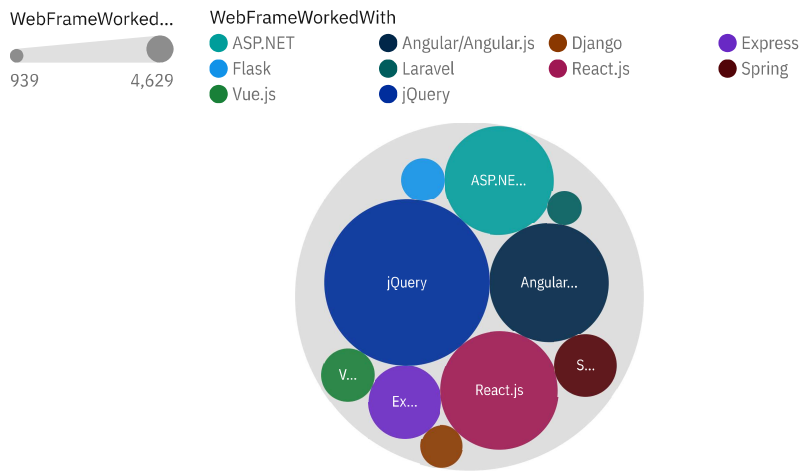 WebFrameWorked...
939 4,629
WebFrameWorkedWith
ASP.NET Angular/Angular.js Django Express
Flask Laravel React.js Spring
Vue.js jQuery
ASP.NE...
jQuery Angular...
V... Ex... React.js S...